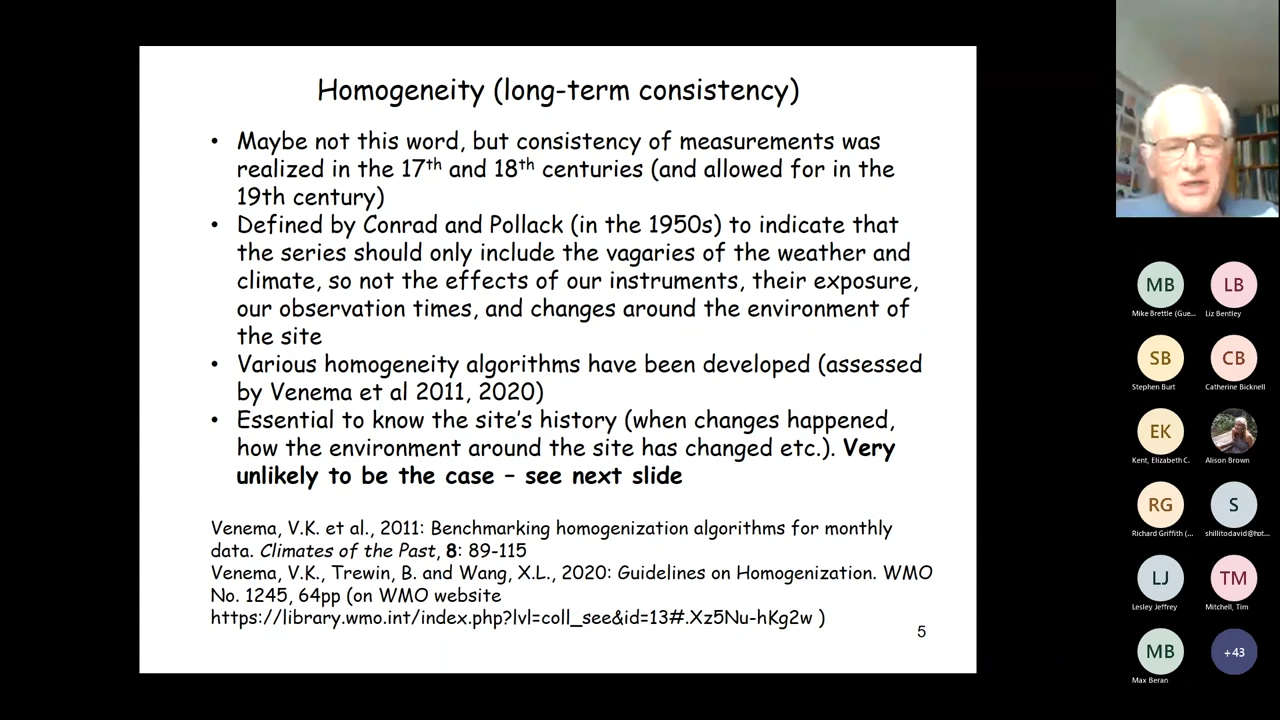 Homogeneity (long-term consistency)
• Maybe not this word, but consistency of measurements was
realized in the 17th and 18th centuries (and allowed for in the
19th century)
• Defined by Conrad and Pollack (in the 1950s) to indicate that
the series should only include the vagaries of the weather and
climate, so not the effects of our instruments, their exposure,
our observation times, and changes around the environment of
the site
• Various homogeneity algorithms have been developed (assessed
by Venema et al 2011, 2020)
• Essential to know the site's history (when changes happened,
how the environment around the site has changed etc.). Very
unlikely to be the case – see next slide
Venema, V.K. et al., 2011: Benchmarking homogenization algorithms for monthly
data. Climates of the Past, 8: 89-115
Venema, V.K., Trewin, B. and Wang, X.L., 2020: Guidelines on Homogenization. WMO
No. 1245, 64pp (on WMO website
https://library.wmo.int/index.php?lvl=coll_see&id=13#.Xz5Nu-hKg2w )
5
MB
Mike Brettle (Gue...
LB
Liz Bentley
SB
Stephen Burt
CB
Catherine Bicknell
EK
Kent, Elizabeth C.
Alison Brown
RG
Richard Griffith (...
S
shillitodavid@hot...
LJ
Lesley Jeffrey
TM
Mitchell, Tim
MB
Max Beran
+43